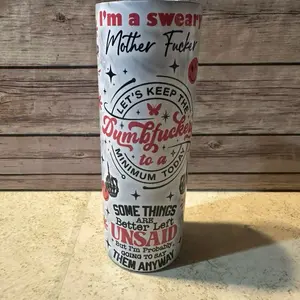 I'm a sweary
Mother Fucker
LET'S KEEP THE
Dumbfuckery
to a
MINIMUM TODAY
SOME THINGS
ARE
Better Left
UNSAID
But I'm Probably
GOING TO SAY
THEM ANYWAY